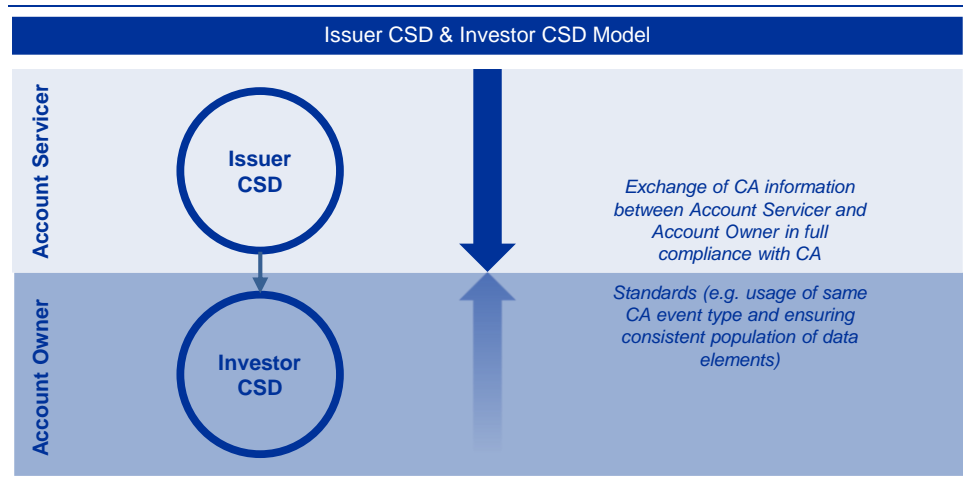 Issuer CSD & Investor CSD Model
Account Servicer
Issuer
CSD
Exchange of CA information
between Account Servicer and
Account Owner in full
compliance with CA
Standards (e.g. usage of same
CA event type and ensuring
consistent population of data
elements)
Account Owner
Investor
CSD